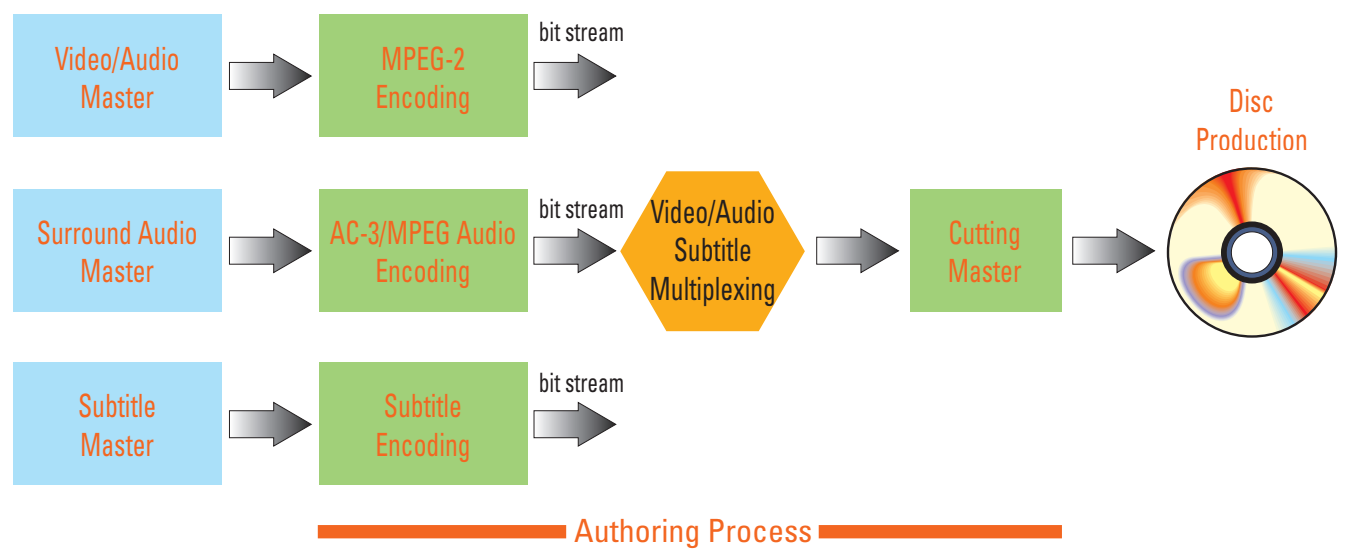 Video/Audio
Master
MPEG-2
Encoding
bit stream
Surround Audio
Master
AC-3/MPEG Audio
Encoding
bit stream
Subtitle
Master
Subtitle
Encoding
bit stream
Video/Audio
Subtitle
Multiplexing
Cutting
Master
Disc
Production
Authoring Process